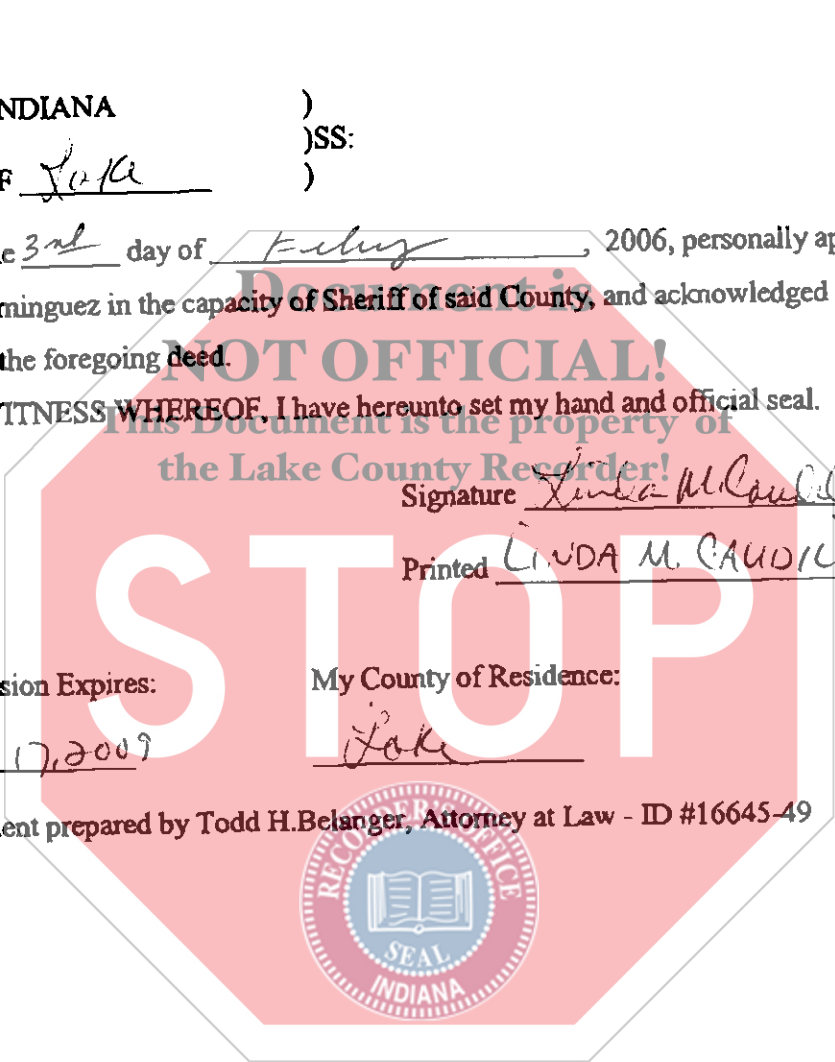 NDIANA )
)SS:
F Lake )
e 3rd day of Feby, 2006, personally ap
minguez in the capacity of Sheriff of said County, and acknowledged
the foregoing deed.
ITNESS WHEREOF, I have hereunto set my hand and official seal.
Document is
NOT OFFICIAL!
This Document is the property of
the Lake County Recorder!
Signature Linda M. Caudil
Printed LINDA M. CAUDIL
STOP
sion Expires: My County of Residence:
17, 2009 Lake
ent prepared by Todd H.Belanger, Attorney at Law - ID #16645-49
RECORDER'S OFFICE
SEAL
INDIANA